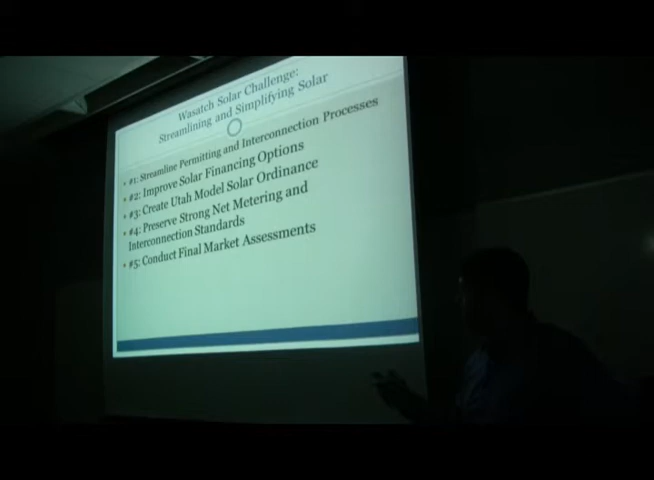 Wasatch Solar Challenge:
Streamlining and Simplifying Solar
• #1: Streamline Permitting and Interconnection Processes
• #2: Improve Solar Financing Options
• #3: Create Utah Model Solar Ordinance
• #4: Preserve Strong Net Metering and
Interconnection Standards
• #5: Conduct Final Market Assessments